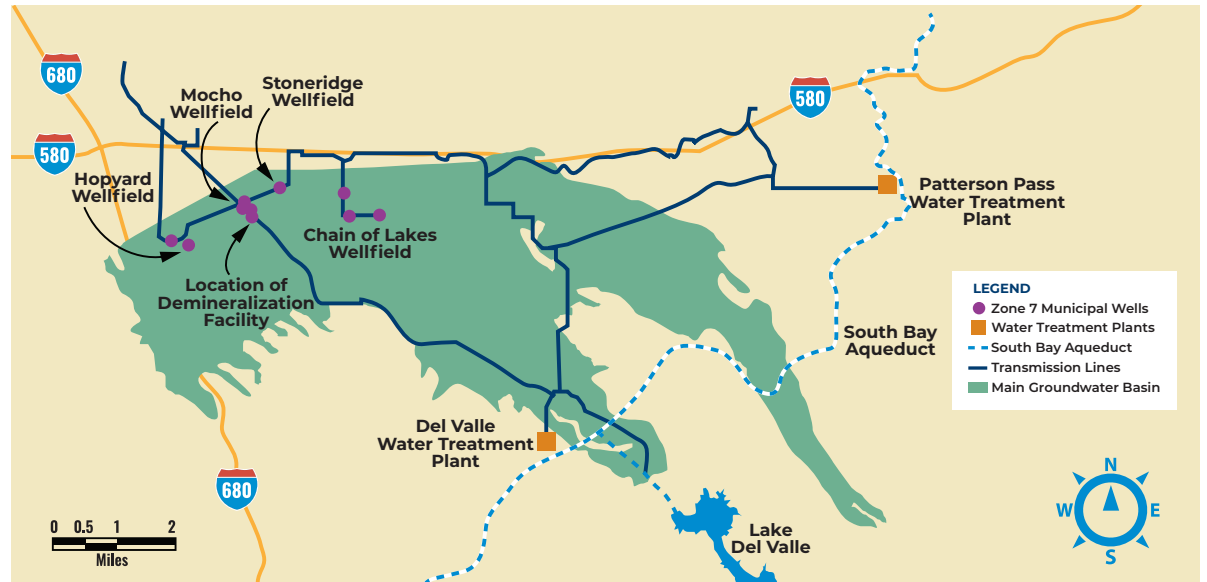 680
Stoneridge
Wellfield
Mocho
Wellfield
580
580
Hopyard
Wellfield
Patterson Pass
Water Treatment
Plant
Chain of Lakes
Wellfield
Location of
Demineralization
Facility
LEGEND
Zone 7 Municipal Wells
Water Treatment Plants
South Bay Aqueduct
Transmission Lines
Main Groundwater Basin
South Bay
Aqueduct
Del Valle
Water Treatment
Plant
680
N
W E
S
0 0.5 1 2
Miles
Lake
Del Valle